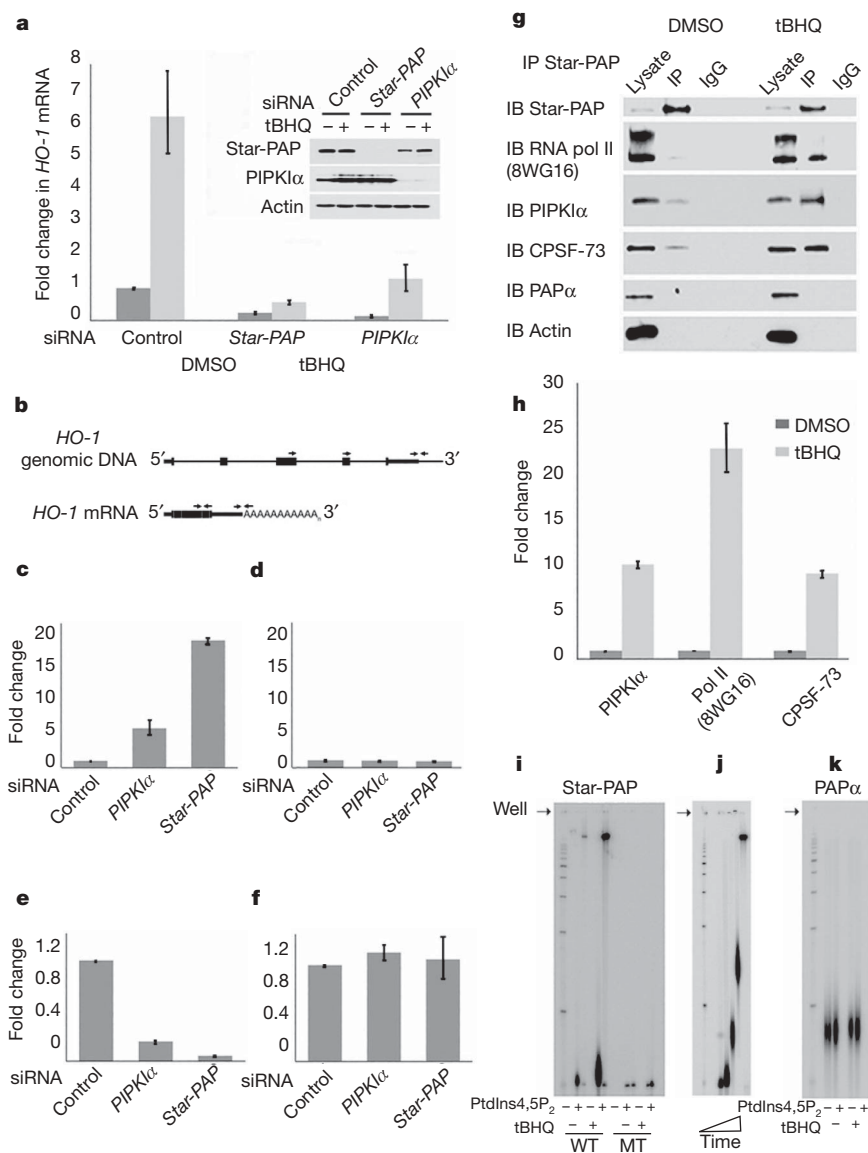 a
Fold change in HO-1 mRNA
8
7
6
5
4
3
2
1
0
siRNA Control Star-PAP PIPKIα
tBHQ – + – + – +
Star-PAP
PIPKIα
Actin
siRNA Control Star-PAP PIPKIα
DMSO tBHQ
b
HO-1
genomic DNA 5′ 3′
HO-1 mRNA 5′ AAAAAAAAAAAn 3′
c
Fold change
20
15
10
5
0
siRNA Control PIPKIα Star-PAP
d
20
15
10
5
0
siRNA Control PIPKIα Star-PAP
e
Fold change
1.2
0.8
0.4
0
siRNA Control PIPKIα Star-PAP
f
1.2
0.8
0.4
0
siRNA Control PIPKIα Star-PAP
g
DMSO tBHQ
IP Star-PAP Lysate IP IgG Lysate IP IgG
IB Star-PAP
IB RNA pol II
(8WG16)
IB PIPKIα
IB CPSF-73
IB PAPα
IB Actin
h
Fold change
30
25
20
15
10
5
0
DMSO
tBHQ
PIPKIα Pol II (8WG16) CPSF-73
i
Star-PAP
Well
PtdIns4,5P2 – + – + – + – +
tBHQ – + – +
WT MT
j
Time
k
PAPα
PtdIns4,5P2 – + – +
tBHQ – +